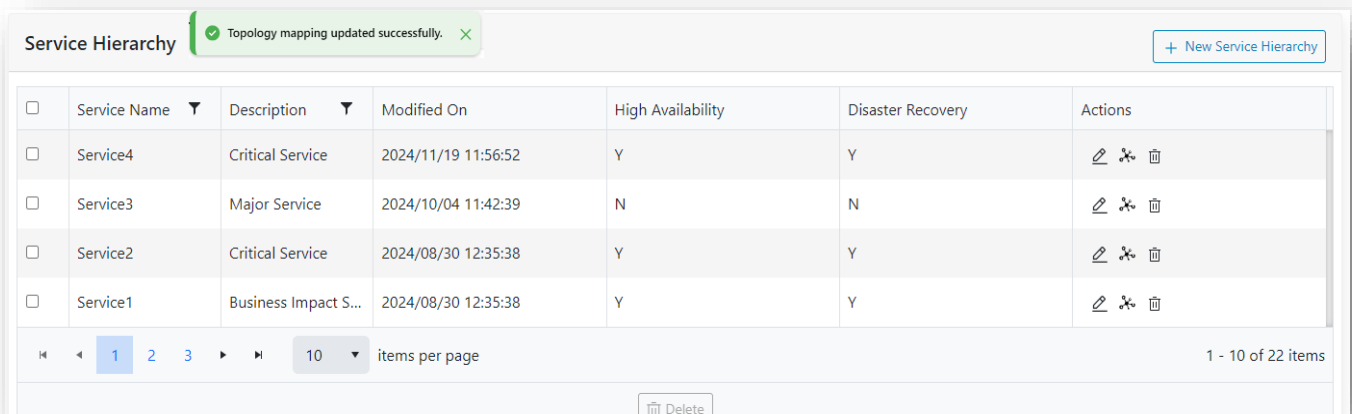 Topology mapping updated successfully.
Service Hierarchy
New Service Hierarchy
Service Name Description Modified On High Availability Disaster Recovery Actions
Service4 Critical Service 2024/11/19 11:56:52 Y Y
Service3 Major Service 2024/10/04 11:42:39 N N
Service2 Critical Service 2024/08/30 12:35:38 Y Y
Service1 Business Impact S... 2024/08/30 12:35:38 Y Y
1 2 3 10 items per page 1 - 10 of 22 items
Delete